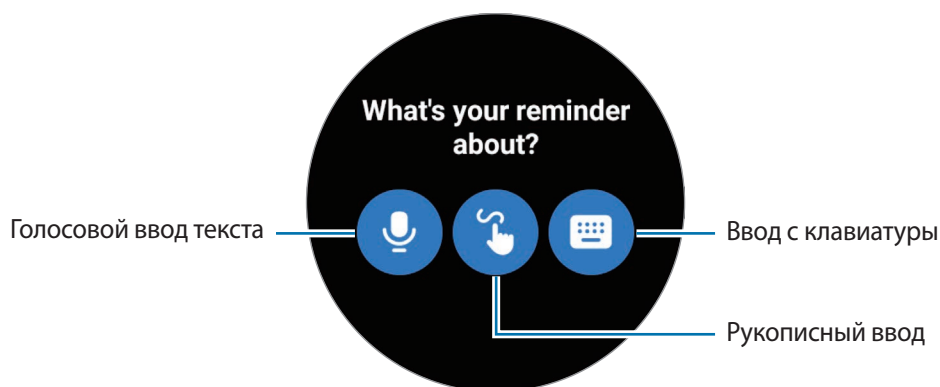 What's your reminder
about?
Голосовой ввод текста
Ввод с клавиатуры
Рукописный ввод